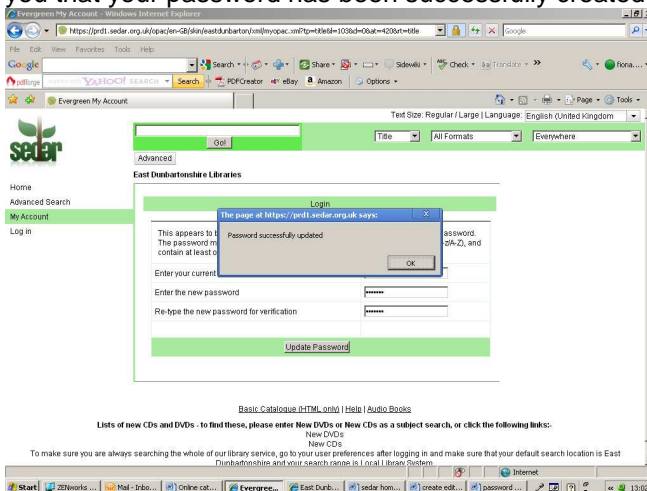 you that your password has been successfully created
Evergreen My Account - Windows Internet Explorer
https://prdt1.sedar.org.uk/opac/en-GB/skin/eastdunbarton/xml/myopac.xml?tp=title&l=103&d=0&at=420&rt=title
Google
File Edit View Favorites Tools Help
Google Search Share Sidewiki Check Translate fiona....
pdfforge YAHOO! SEARCH Search PDFCreator eBay Amazon Options
Evergreen My Account Page Tools
Text Size: Regular / Large | Language: English (United Kingdom
sedar
Go!
Title All Formats Everywhere
Advanced
East Dunbartonshire Libraries
Home
Advanced Search
My Account
Log in
Login
The page at https://prdt1.sedar.org.uk says: X
Password successfully updated
OK
This appears to b assword.
The password m -z/A-Z), and
contain at least o
Enter your current
Enter the new password
Re-type the new password for verification
Update Password
Basic Catalogue (HTML only) | Help | Audio Books
Lists of new CDs and DVDs - to find these, please enter New DVDs or New CDs as a subject search, or click the following links:-
New DVDs
New CDs
To make sure you are always searching the whole of our library service, go to your user preferences after logging in and make sure that your default search location is East
Dunbartonshire and your search range is Local Library System
Internet
Start ZENworks ... Mail - Inbo... Online cat... Evergree... East Dunb... sedar hom... create edit... password ... 13:02